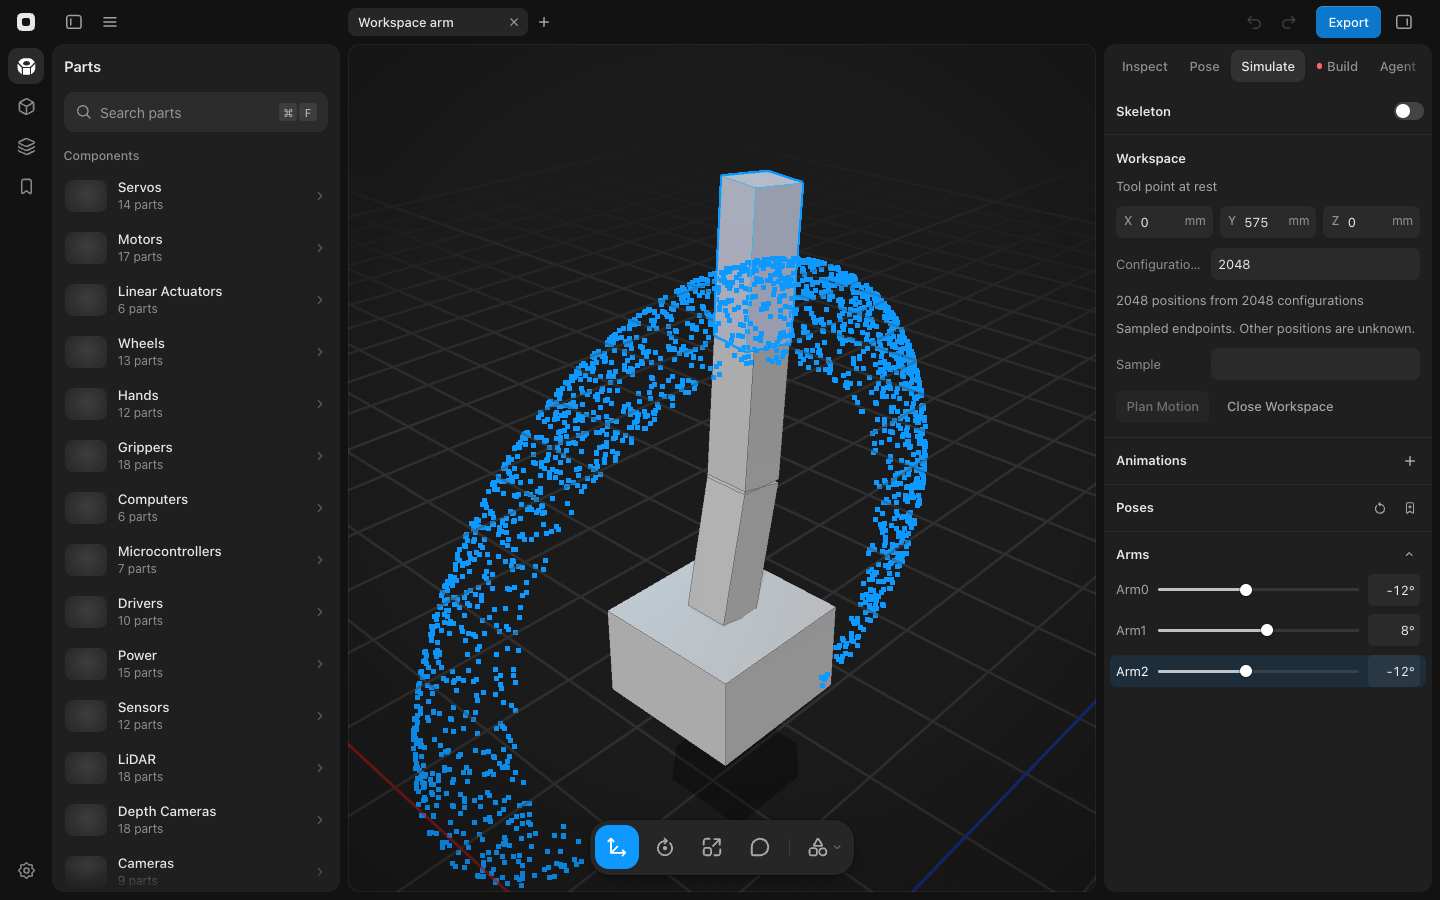 Workspace arm
Export
Parts
Search parts
⌘ F
Components
Servos
14 parts
Motors
17 parts
Linear Actuators
6 parts
Wheels
13 parts
Hands
12 parts
Grippers
18 parts
Computers
6 parts
Microcontrollers
7 parts
Drivers
10 parts
Power
15 parts
Sensors
12 parts
LiDAR
18 parts
Depth Cameras
18 parts
Cameras
9 parts
Inspect Pose Simulate Build Agent
Skeleton
Workspace
Tool point at rest
X 0 mm Y 575 mm Z 0 mm
Configuratio... 2048
2048 positions from 2048 configurations
Sampled endpoints. Other positions are unknown.
Sample
Plan Motion Close Workspace
Animations
Poses
Arms
Arm0 -12°
Arm1 8°
Arm2 -12°